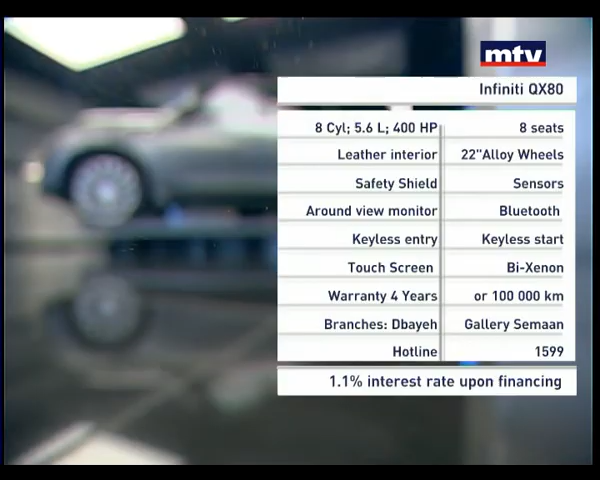 mtv
Infiniti QX80
8 Cyl; 5.6 L; 400 HP 8 seats
Leather interior 22"Alloy Wheels
Safety Shield Sensors
Around view monitor Bluetooth
Keyless entry Keyless start
Touch Screen Bi-Xenon
Warranty 4 Years or 100 000 km
Branches: Dbayeh Gallery Semaan
Hotline 1599
1.1% interest rate upon financing